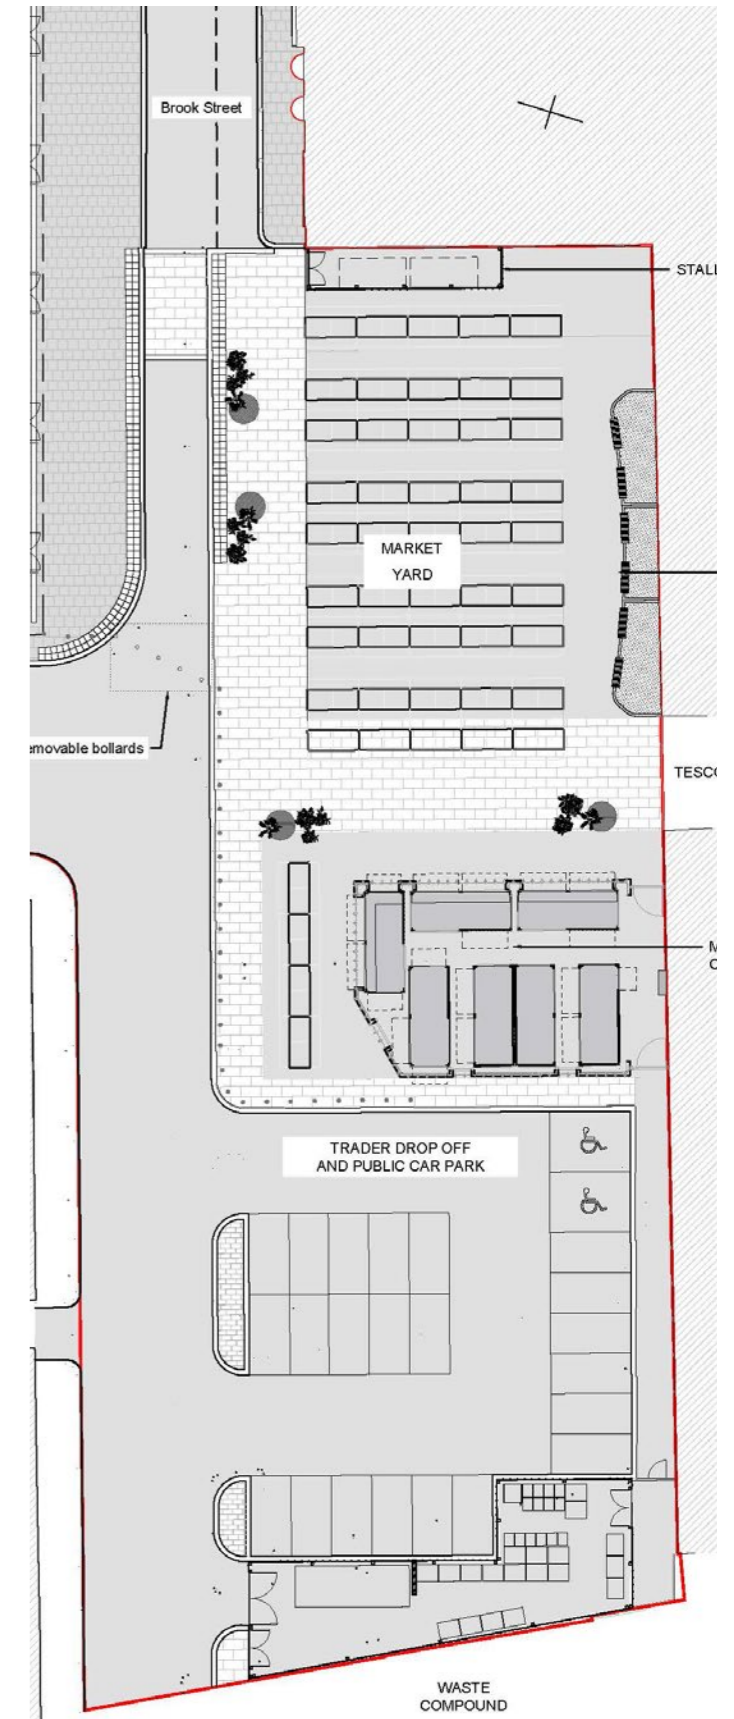 Brook Street
STALL
MARKET
YARD
emovable bollards
TESCO
TRADER DROP OFF
AND PUBLIC CAR PARK
WASTE
COMPOUND